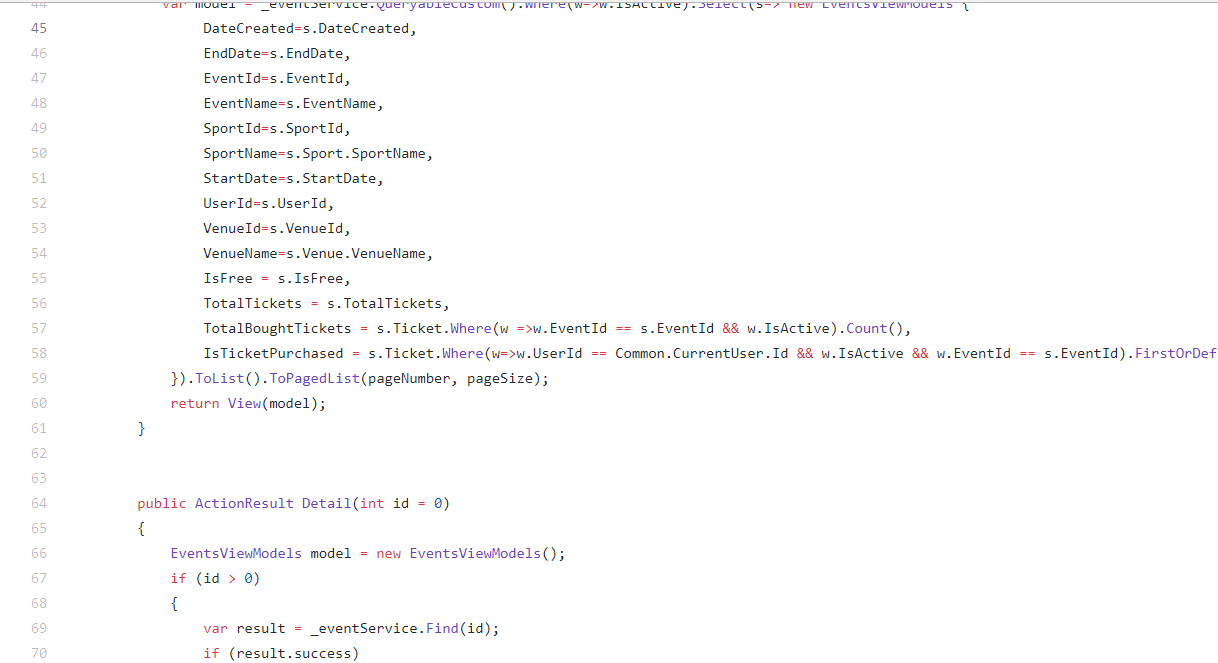 44 var model = _eventService.QueryableCustom().Where(w=>w.IsActive).Select(s=> new EventsViewModels {
45 DateCreated=s.DateCreated,
46 EndDate=s.EndDate,
47 EventId=s.EventId,
48 EventName=s.EventName,
49 SportId=s.SportId,
50 SportName=s.Sport.SportName,
51 StartDate=s.StartDate,
52 UserId=s.UserId,
53 VenueId=s.VenueId,
54 VenueName=s.Venue.VenueName,
55 IsFree = s.IsFree,
56 TotalTickets = s.TotalTickets,
57 TotalBoughtTickets = s.Ticket.Where(w =>w.EventId == s.EventId && w.IsActive).Count(),
58 IsTicketPurchased = s.Ticket.Where(w=>w.UserId == Common.CurrentUser.Id && w.IsActive && w.EventId == s.EventId).FirstOrDef
59 }).ToList().ToPagedList(pageNumber, pageSize);
60 return View(model);
61 }
62
63
64 public ActionResult Detail(int id = 0)
65 {
66 EventsViewModels model = new EventsViewModels();
67 if (id > 0)
68 {
69 var result = _eventService.Find(id);
70 if (result.success)